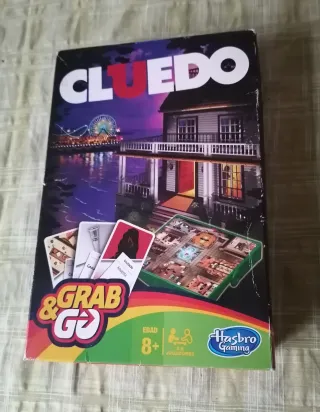 CLUEDO
GRAB
& GO
EDAD
8+
Hasbro
Gaming